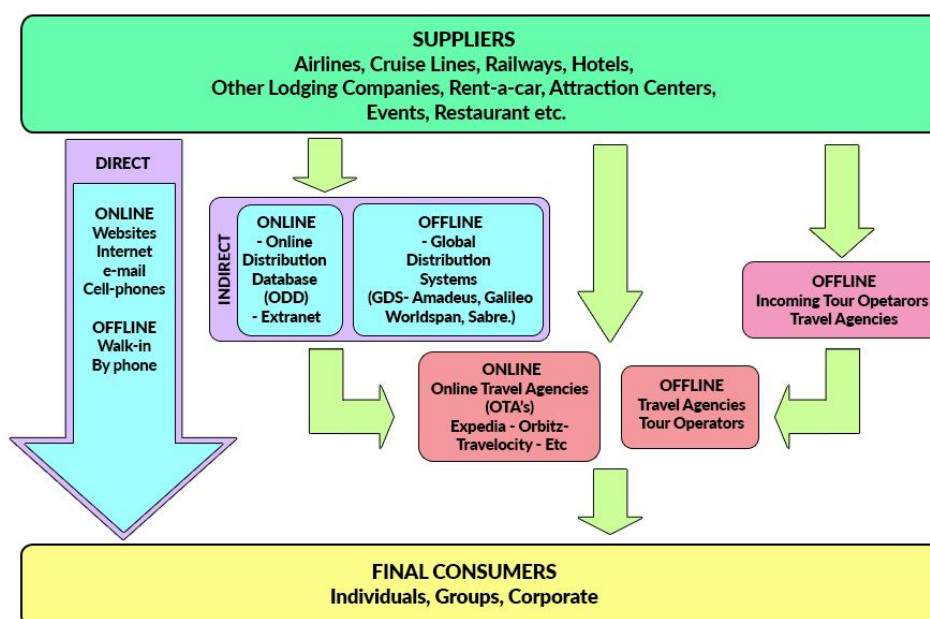 SUPPLIERS
Airlines, Cruise Lines, Railways, Hotels,
Other Lodging Companies, Rent-a-car, Attraction Centers,
Events, Restaurant etc.
DIRECT
ONLINE
Websites
Internet
e-mail
Cell-phones
OFFLINE
Walk-in
By phone
INDIRECT
ONLINE
- Online
Distribution
Database
(ODD)
- Extranet
OFFLINE
- Global
Distribution
Systems
(GDS- Amadeus, Galileo
Worldspan, Sabre.)
OFFLINE
Incoming Tour Opetarors
Travel Agencies
ONLINE
Online Travel Agencies
(OTA's)
Expedia - Orbitz-
Travelocity - Etc
OFFLINE
Travel Agencies
Tour Operators
FINAL CONSUMERS
Individuals, Groups, Corporate